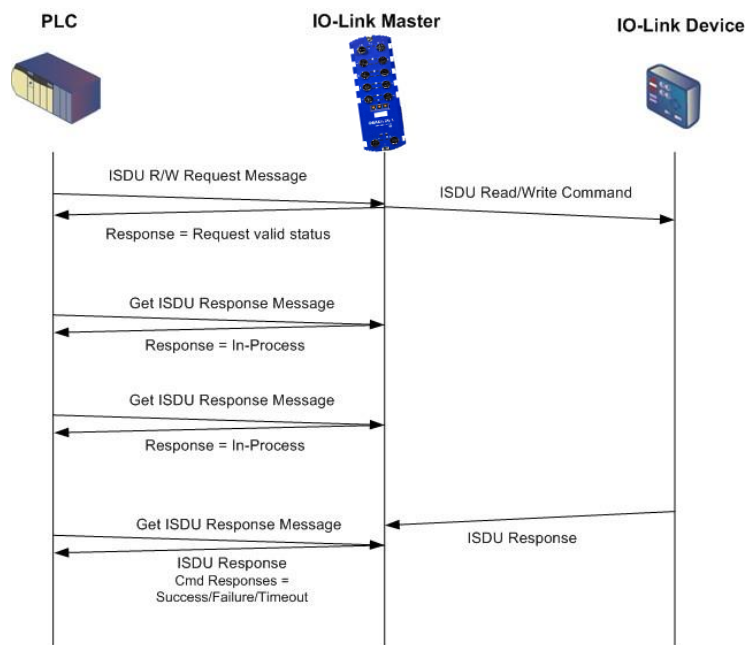 PLC
IO-Link Master
IO-Link Device
ISDU R/W Request Message
ISDU Read/Write Command
Response = Request valid status
Get ISDU Response Message
Response = In-Process
Get ISDU Response Message
Response = In-Process
Get ISDU Response Message
ISDU Response
ISDU Response
Cmd Responses =
Success/Failure/Timeout